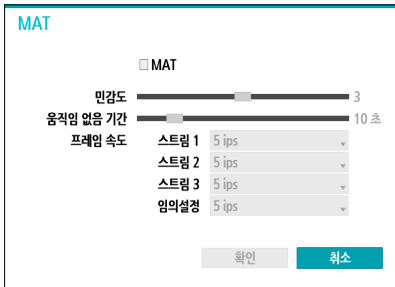 MAT
MAT
민감도 3
움직임 없음 기간 10 초
프레임 속도 스트림 1 5 ips
스트림 2 5 ips
스트림 3 5 ips
임의설정 5 ips
확인 취소